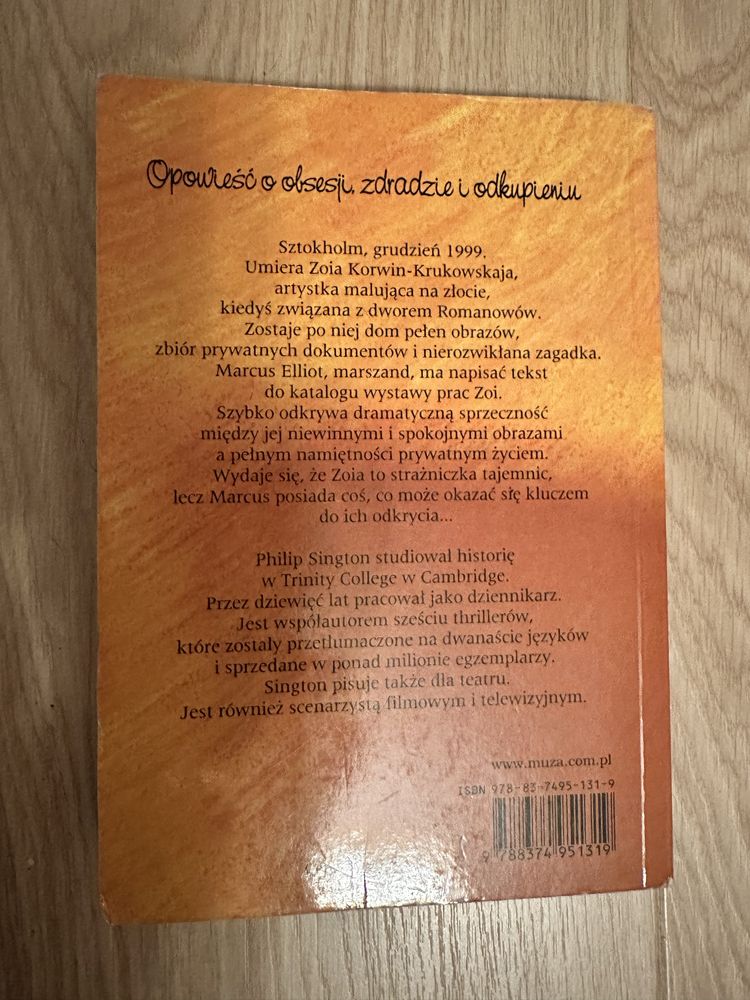 Opowieść o obsesji, zdradzie i odkupieniu
Sztokholm, grudzień 1999.
Umiera Zoia Korwin-Krukowskaja,
artystka malująca na złocie,
kiedyś związana z dworem Romanowów.
Zostaje po niej dom pełen obrazów,
zbiór prywatnych dokumentów i nierozwikłana zagadka.
Marcus Elliot, marszand, ma napisać tekst
do katalogu wystawy prac Zoi.
Szybko odkrywa dramatyczną sprzeczność
między jej niewinnymi i spokojnymi obrazami
a pełnym namiętności prywatnym życiem.
Wydaje się, że Zoia to strażniczka tajemnic,
lecz Marcus posiada coś, co może okazać się kluczem
do ich odkrycia...
Philip Sington studiował historię
w Trinity College w Cambridge.
Przez dziewięć lat pracował jako dziennikarz.
Jest współautorem sześciu thrillerów,
które zostały przetłumaczone na dwanaście języków
i sprzedane w ponad milionie egzemplarzy.
Sington pisuje także dla teatru.
Jest również scenarzystą filmowym i telewizyjnym.
www.muza.com.pl
ISBN 978-83-7495-131-9
9 788374 951319